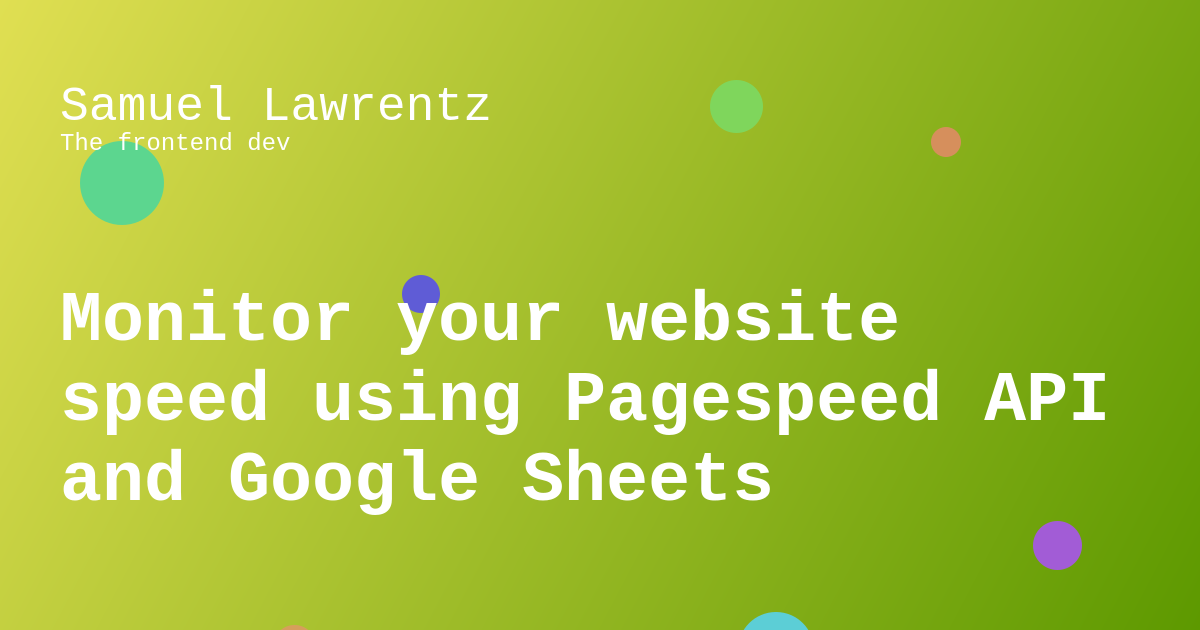 Samuel Lawrentz
The frontend dev
Monitor your website
speed using Pagespeed API
and Google Sheets